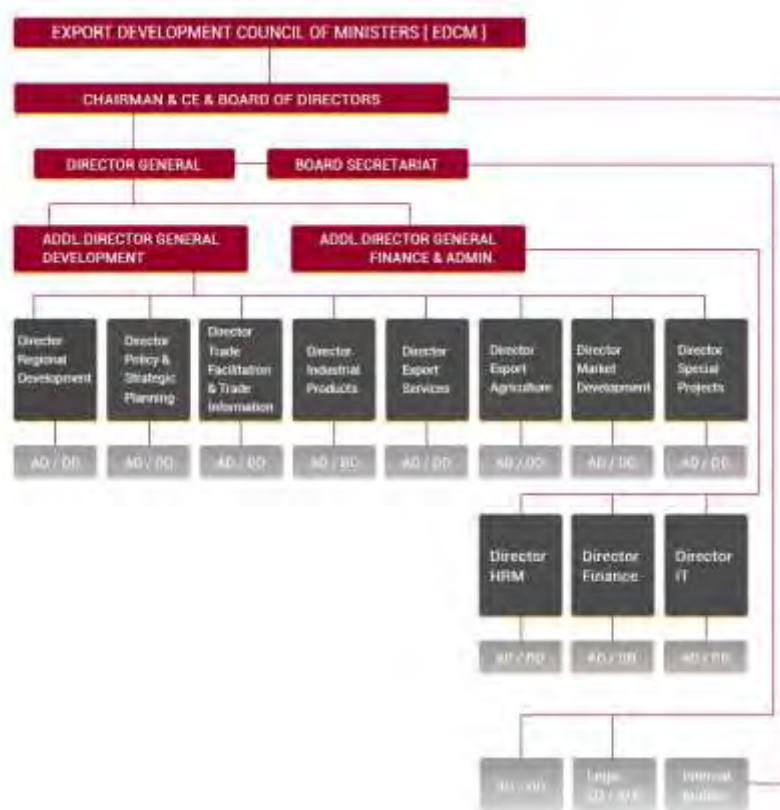 EXPORT DEVELOPMENT COUNCIL OF MINISTERS [ EDCM ]
CHAIRMAN & CE & BOARD OF DIRECTORS
DIRECTOR GENERAL
BOARD SECRETARIAT
ADDL DIRECTOR GENERAL
DEVELOPMENT
ADDL DIRECTOR GENERAL
FINANCE & ADMIN.
Director
Regional
Development
Director
Policy &
Strategic
Planning
Director
Trade
Facilitation
& Trade
Information
Director
Industrial
Products
Director
Export
Services
Director
Export
Agriculture
Director
Market
Development
Director
Special
Projects
AD / DD
AD / DD
AD / DD
AD / DD
AD / DD
AD / DD
AD / DD
AD / DD
Director
HRM
Director
Finance
Director
IT
AD / DD
AD / DD
AD / DD
AD / DD
Legal
Internal